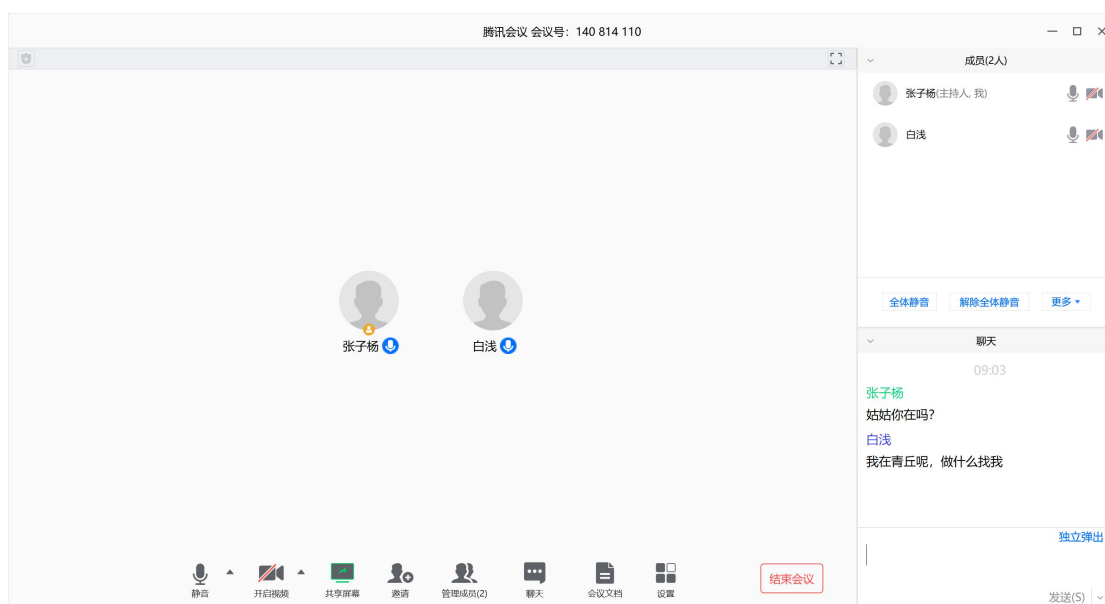 腾讯会议 会议号: 140 814 110
成员(2人)
张子杨(主持人, 我)
白浅
全体静音 解除全体静音 更多
张子杨 白浅
聊天
09:03
张子杨
姑姑你在吗?
白浅
我在青丘呢，做什么找我
独立弹出
静音 开启视频 共享屏幕 邀请 管理成员(2) 聊天 会议文档 设置 结束会议
发送(S)